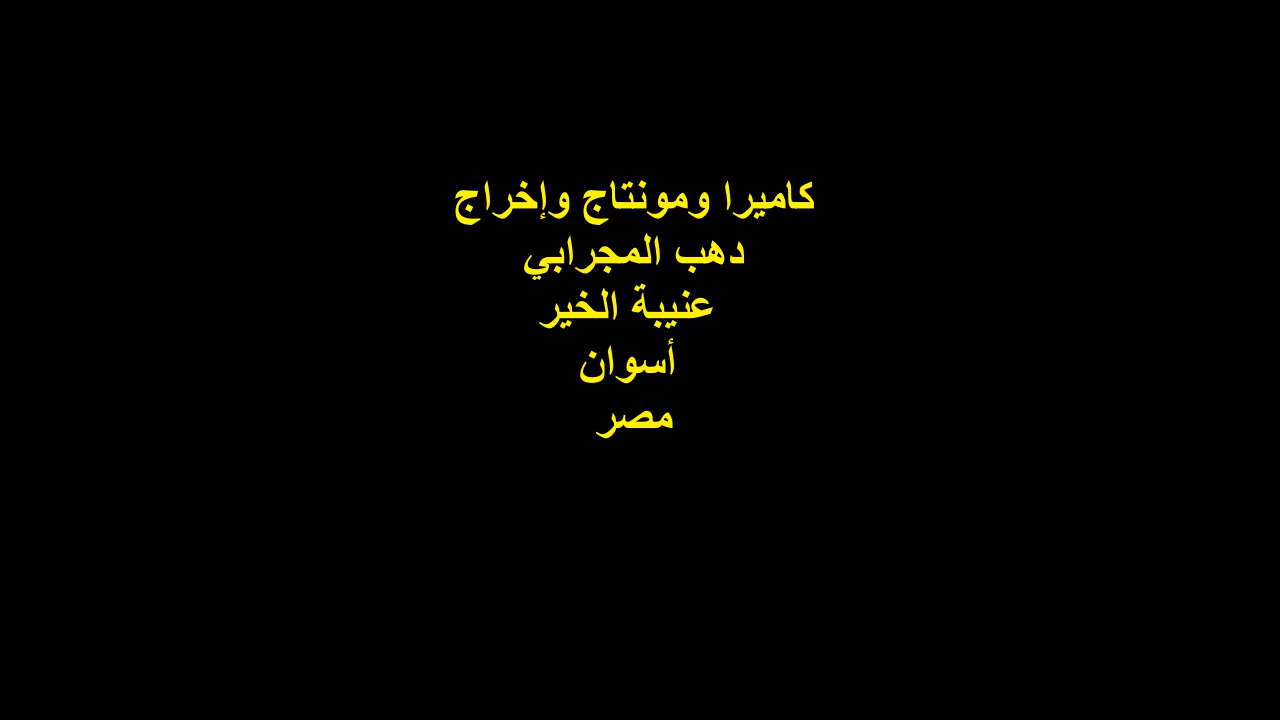 كاميرا ومونتاج وإخراج
دهب المجرابي
عنيبة الخير
أسوان
مصر